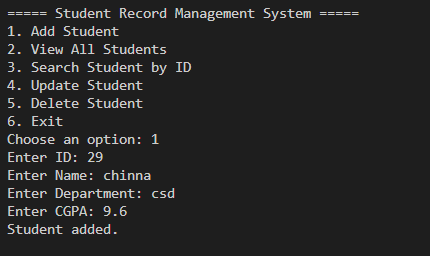 ===== Student Record Management System =====
1. Add Student
2. View All Students
3. Search Student by ID
4. Update Student
5. Delete Student
6. Exit
Choose an option: 1
Enter ID: 29
Enter Name: chinna
Enter Department: csd
Enter CGPA: 9.6
Student added.